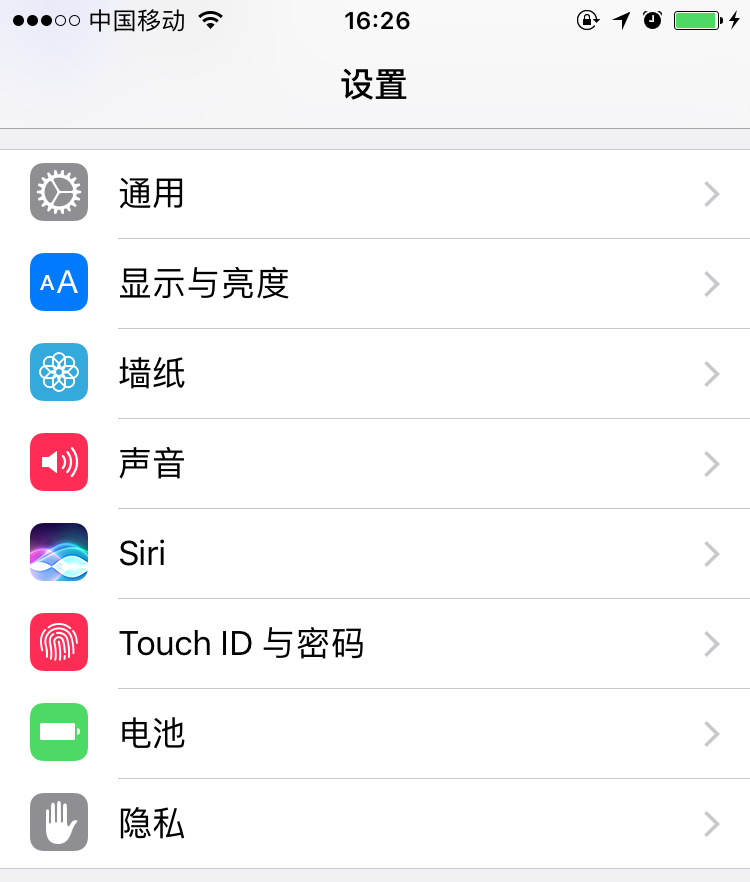 中国移动 16:26
设置
通用
AA 显示与亮度
墙纸
声音
Siri
Touch ID 与密码
电池
隐私